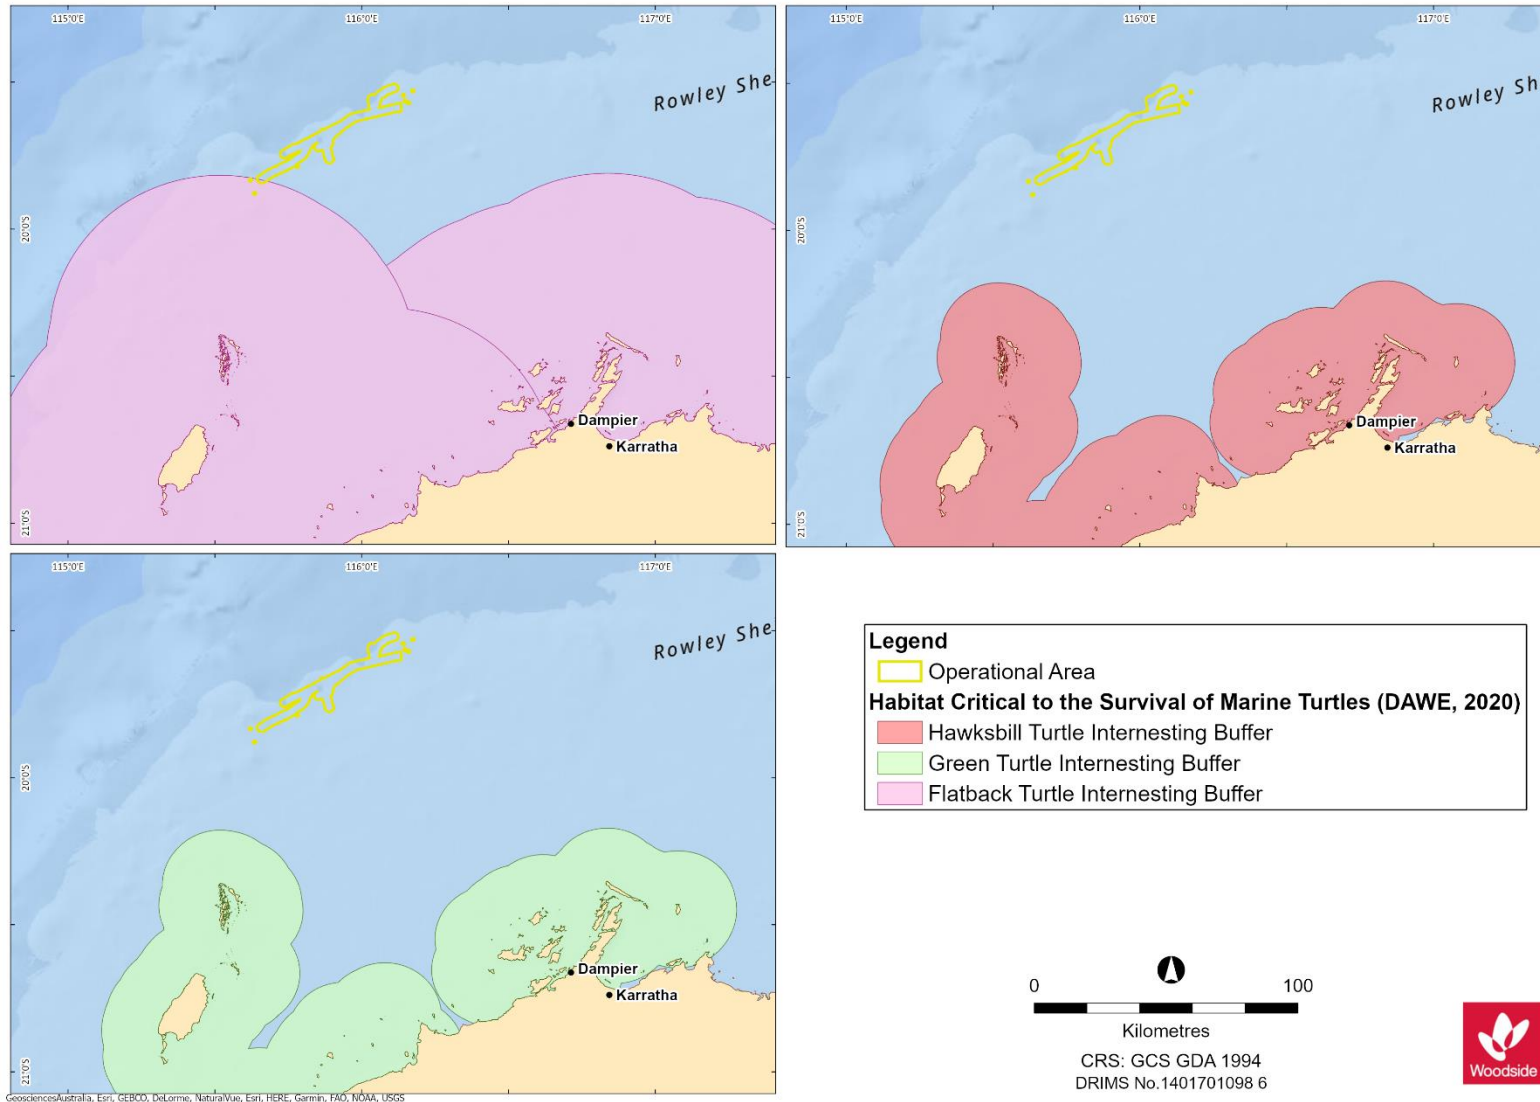 115°0'E
116°0'E
117°0'E
Rowley She
20°0'S
Dampier
Karratha
21°0'S
115°0'E
116°0'E
117°0'E
Rowley Sh
20°0'S
Dampier
Karratha
21°0'S
115°0'E
116°0'E
117°0'E
Rowley She
20°0'S
Dampier
Karratha
21°0'S
GeosciencesAustralia, Esri, GEBCO, DeLorme, NaturalVue, Esri, HERE, Garmin, FAO, NOAA, USGS
Legend
Operational Area
Habitat Critical to the Survival of Marine Turtles (DAWE, 2020)
Hawksbill Turtle Internesting Buffer
Green Turtle Internesting Buffer
Flatback Turtle Internesting Buffer
0 100
Kilometres
CRS: GCS GDA 1994
DRIMS No.1401701098 6
Woodside